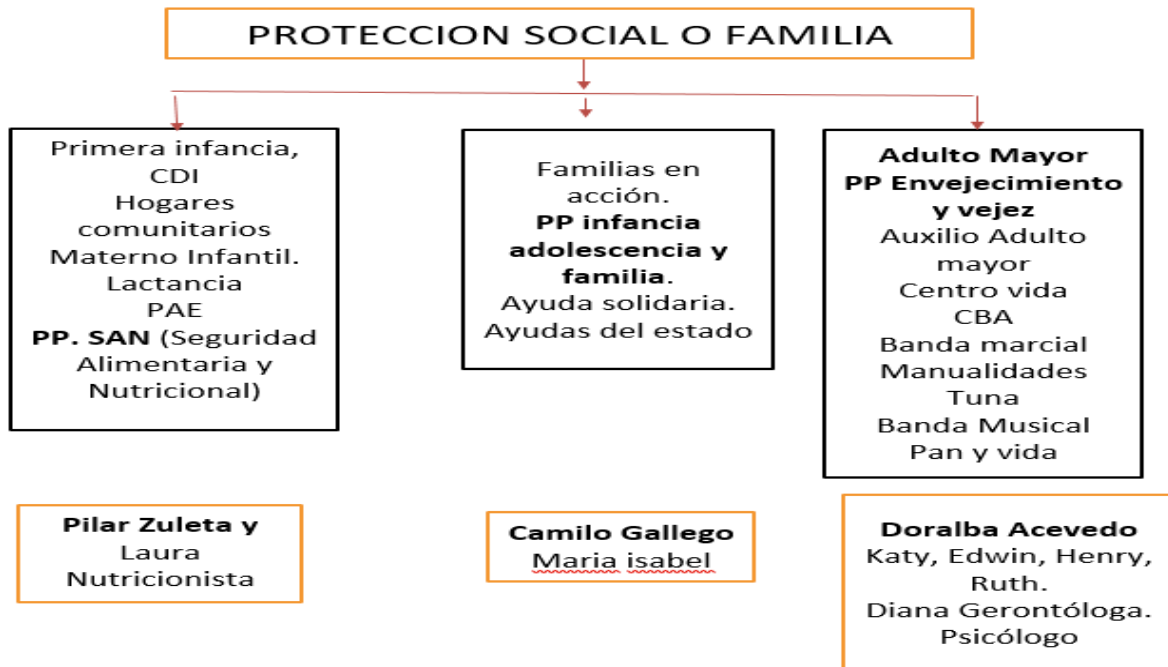 PROTECCION SOCIAL O FAMILIA
Primera infancia,
CDI
Hogares
comunitarios
Materno Infantil.
Lactancia
PAE
PP. SAN (Seguridad
Alimentaria y
Nutricional)
Familias en
acción.
PP infancia
adolescencia y
familia.
Ayuda solidaria.
Ayudas del estado
Adulto Mayor
PP Envejecimiento
y vejez
Auxilio Adulto
mayor
Centro vida
CBA
Banda marcial
Manualidades
Tuna
Banda Musical
Pan y vida
Pilar Zuleta y
Laura
Nutricionista
Camilo Gallego
Maria isabel
Doralba Acevedo
Katy, Edwin, Henry,
Ruth.
Diana Gerontóloga.
Psicólogo